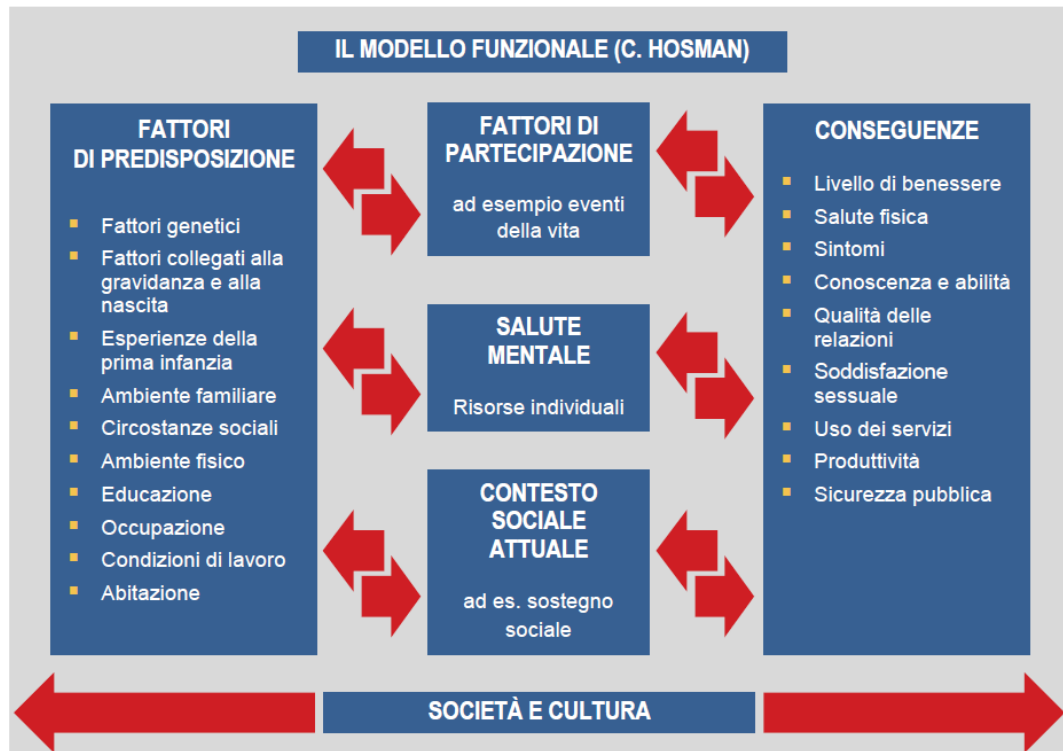 IL MODELLO FUNZIONALE (C. HOSMAN)
FATTORI
DI PREDISPOSIZIONE
Fattori genetici
Fattori collegati alla
gravidanza e alla
nascita
Esperienze della
prima infanzia
Ambiente familiare
Circostanze sociali
Ambiente fisico
Educazione
Occupazione
Condizioni di lavoro
Abitazione
FATTORI DI
PARTECIPAZIONE
ad esempio eventi
della vita
SALUTE
MENTALE
Risorse individuali
CONTESTO
SOCIALE
ATTUALE
ad es. sostegno
sociale
CONSEGUENZE
Livello di benessere
Salute fisica
Sintomi
Conoscenza e abilità
Qualità delle
relazioni
Soddisfazione
sessuale
Uso dei servizi
Produttività
Sicurezza pubblica
SOCIETÀ E CULTURA